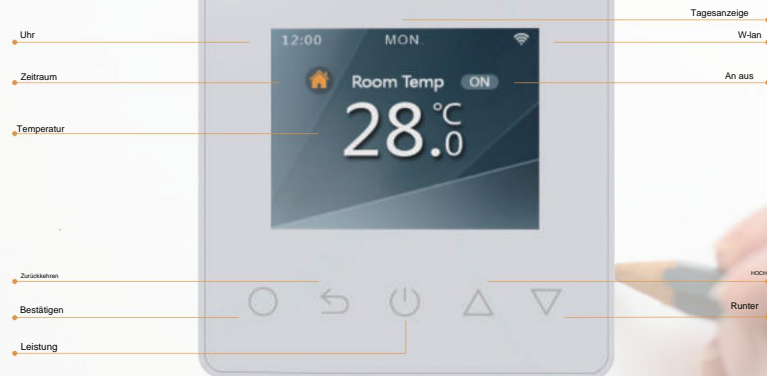 Tagesanzeige
Uhr
12:00 MON.
W-lan
Zeitraum
Room Temp ON
An aus
Temperatur
28.0 °C
Zurückkehren
HOCH
Bestätigen
Runter
Leistung